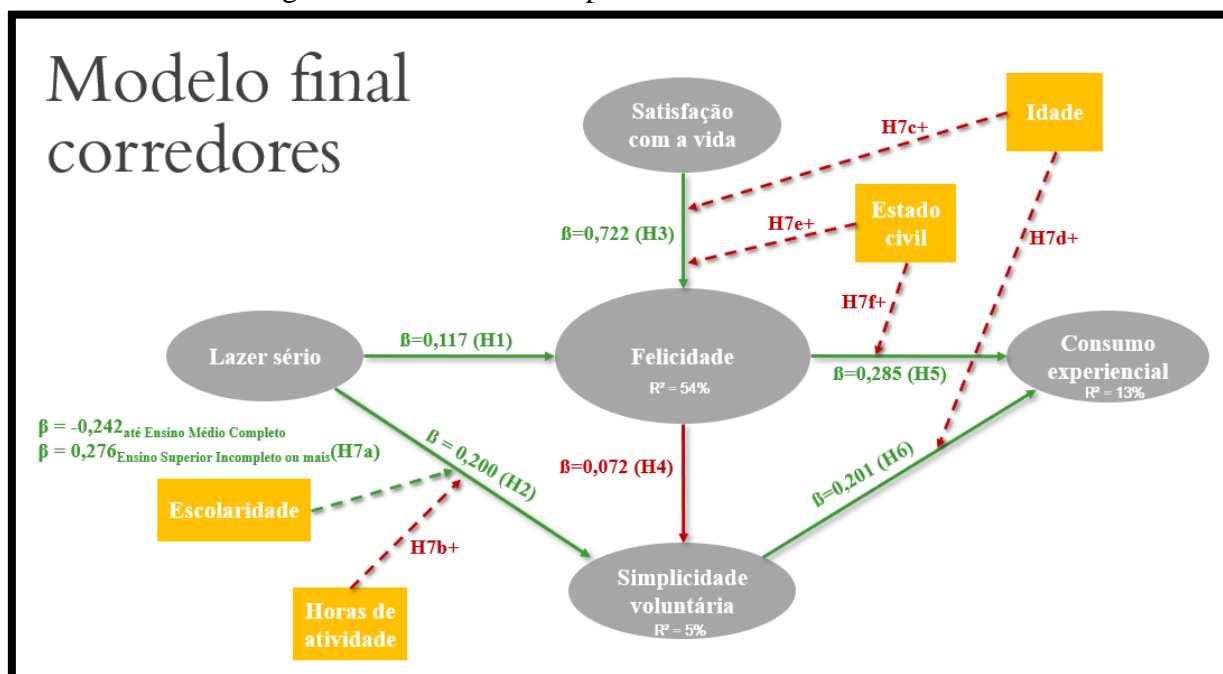 Modelo final
corredores
Satisfação
com a vida
Idade
H7c+
Estado
civil
H7e+
H7d+
ß=0,722 (H3)
H7f+
Lazer sério
ß=0,117 (H1)
Felicidade
R² = 54%
ß=0,285 (H5)
Consumo
experiencial
R² = 13%
β = -0,242até Ensino Médio Completo
β = 0,276Ensino Superior Incompleto ou mais(H7a)
β = 0,200 (H2)
ß=0,072 (H4)
ß=0,201 (H6)
Escolaridade
H7b+
Horas de
atividade
Simplicidade
voluntária
R² = 5%